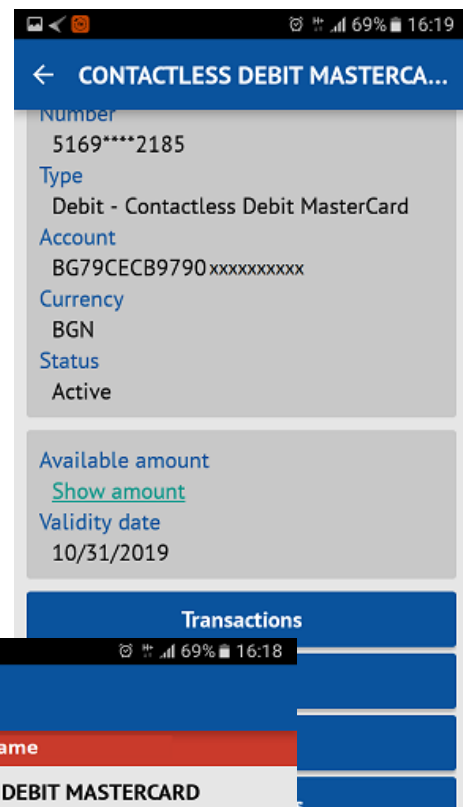 69% 16:19
CONTACTLESS DEBIT MASTERCA...
Number
5169****2185
Type
Debit - Contactless Debit MasterCard
Account
BG79CECB9790xxxxxxxxxx
Currency
BGN
Status
Active
Available amount
Show amount
Validity date
10/31/2019
Transactions
69% 16:18
ame
DEBIT MASTERCARD
s